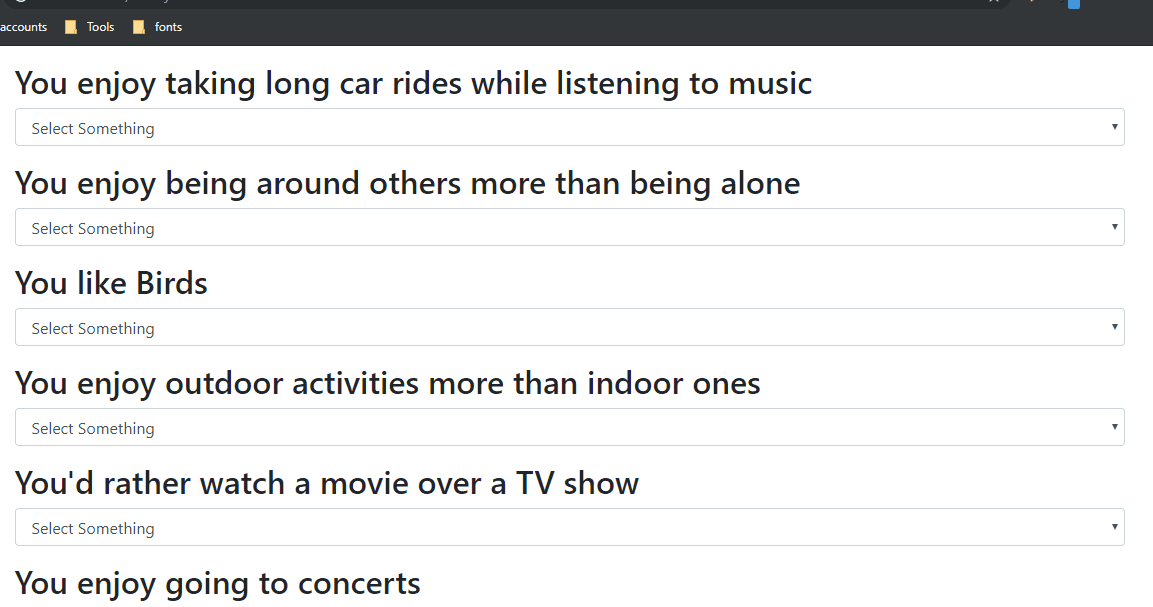 accounts Tools fonts
You enjoy taking long car rides while listening to music
Select Something
You enjoy being around others more than being alone
Select Something
You like Birds
Select Something
You enjoy outdoor activities more than indoor ones
Select Something
You'd rather watch a movie over a TV show
Select Something
You enjoy going to concerts